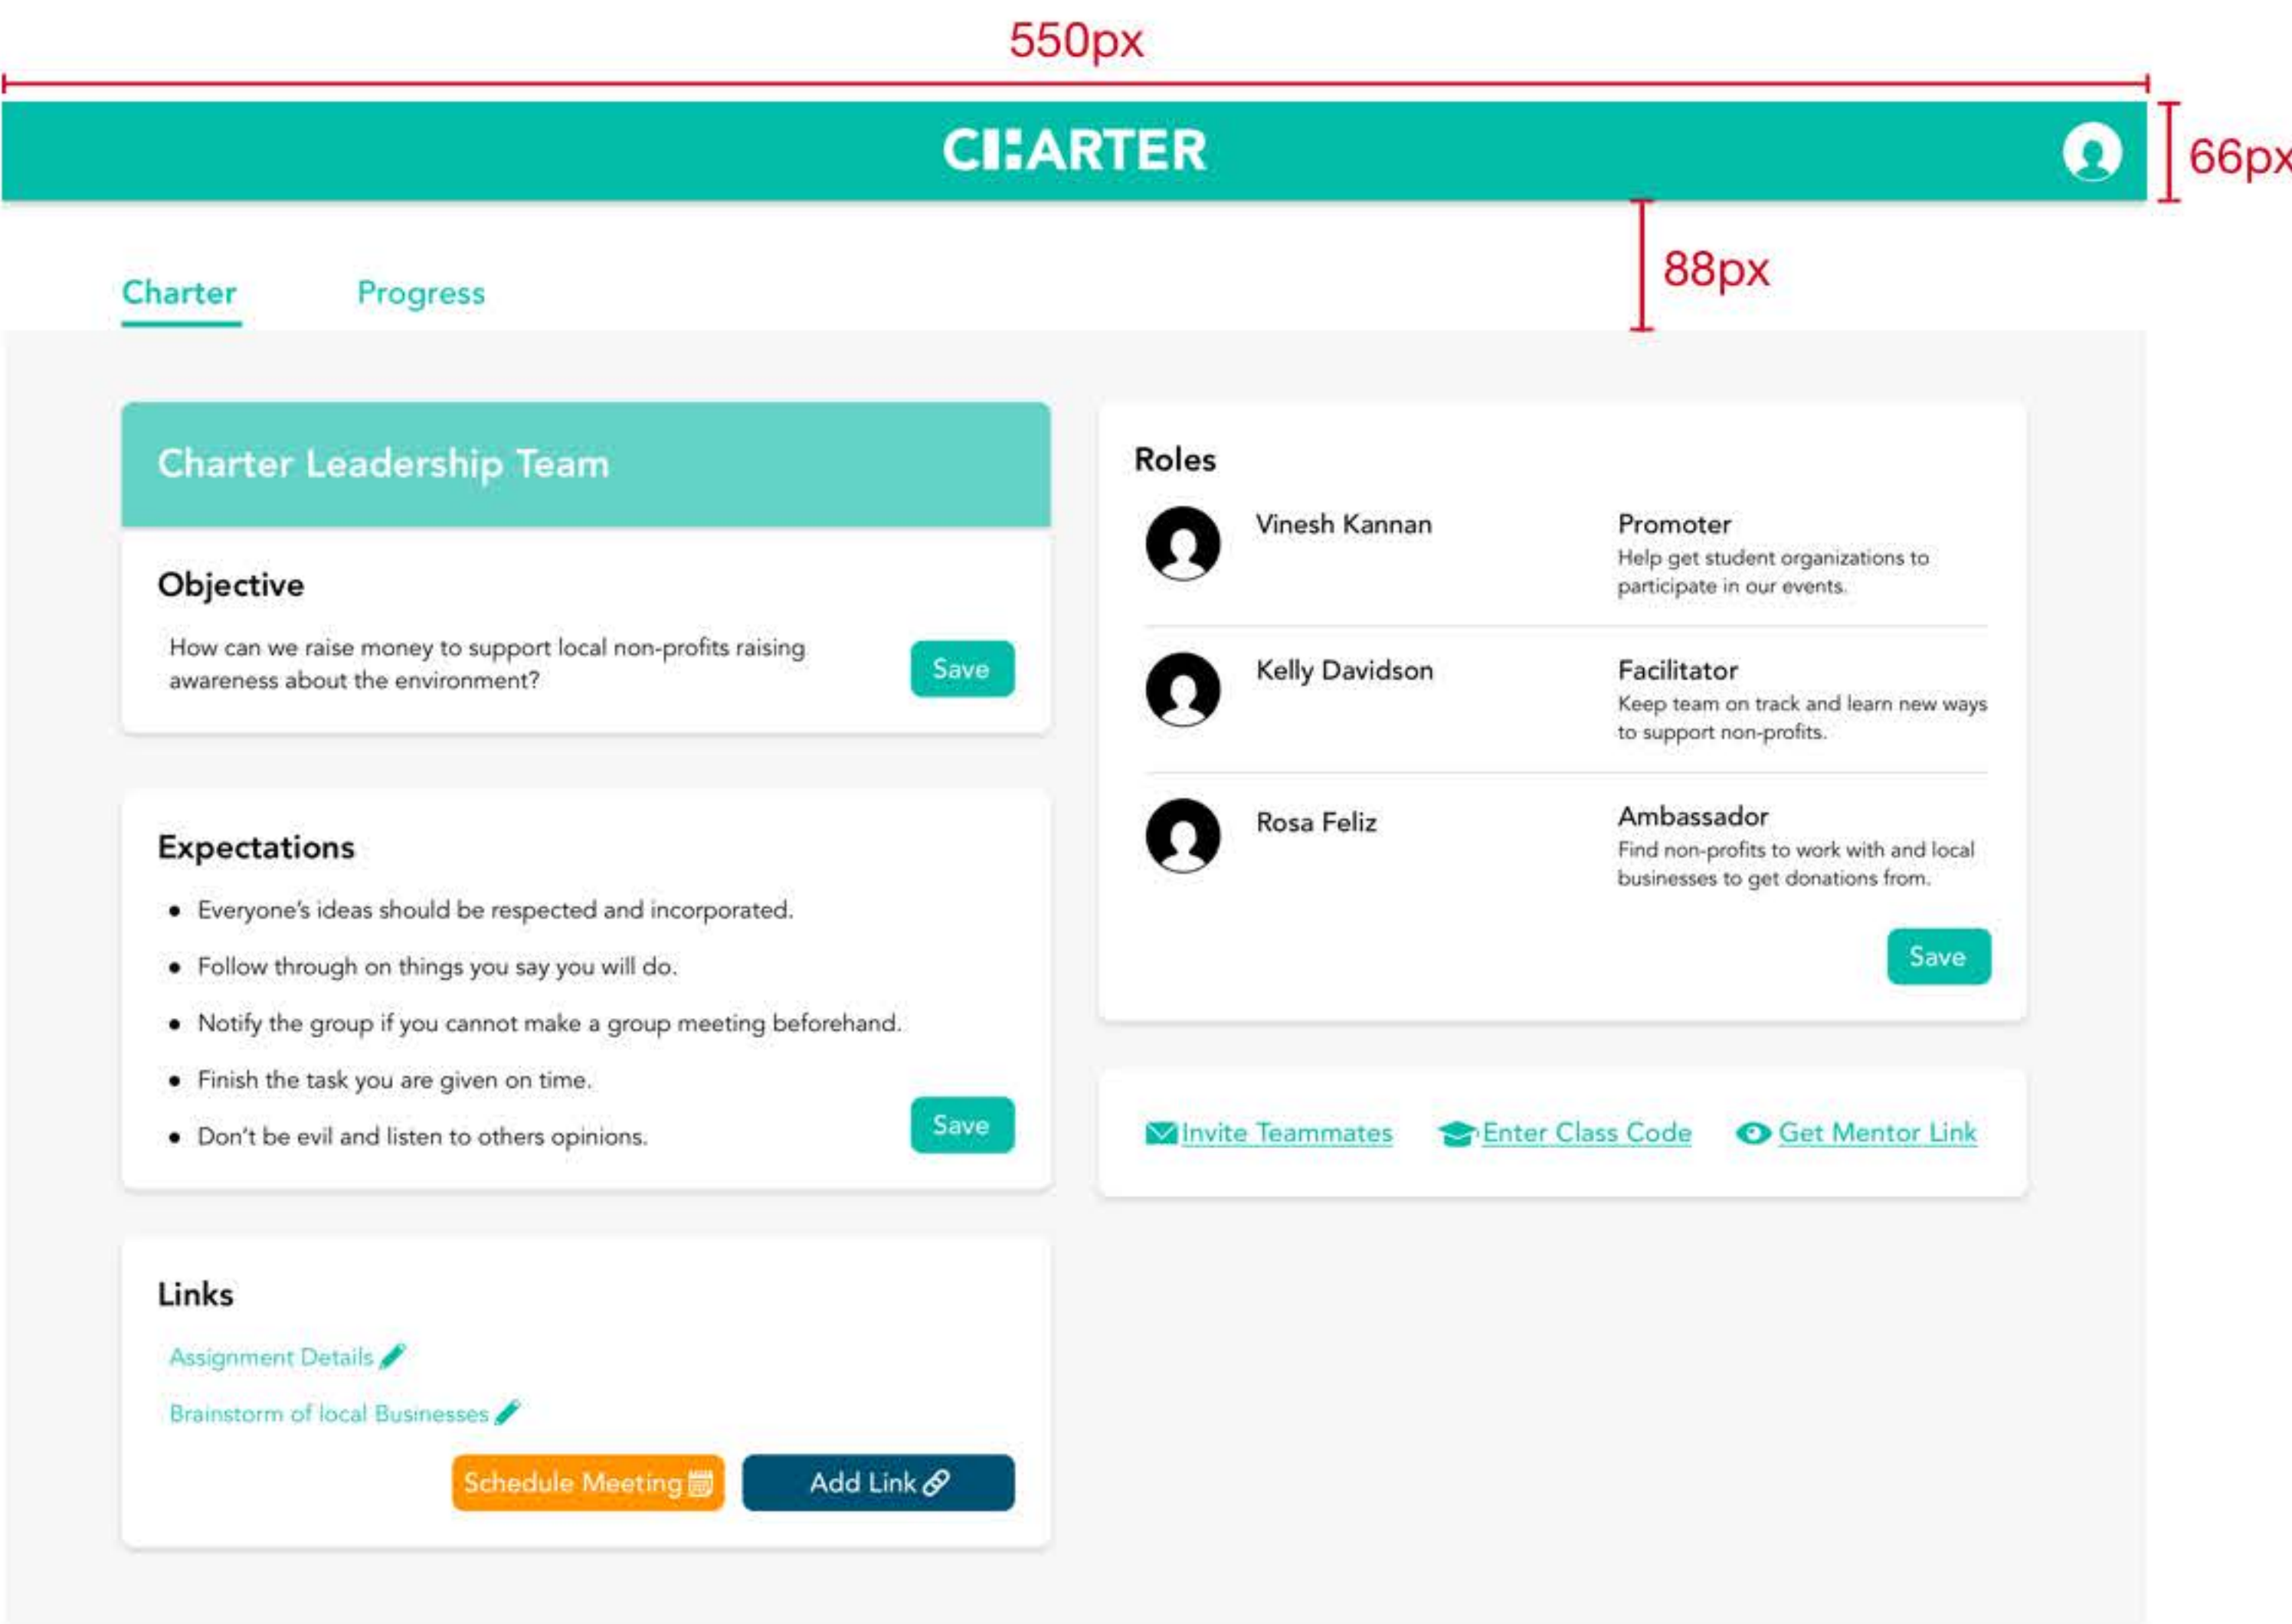 550px
CHARTER
66px
88px
Charter
Progress
Charter Leadership Team
Objective
How can we raise money to support local non-profits raising
awareness about the environment?
Save
Expectations
Everyone's ideas should be respected and incorporated.
Follow through on things you say you will do.
Notify the group if you cannot make a group meeting beforehand.
Finish the task you are given on time.
Don't be evil and listen to others opinions.
Save
Links
Assignment Details
Brainstorm of local Businesses
Schedule Meeting
Add Link
Roles
Vinesh Kannan
Promoter
Help get student organizations to
participate in our events.
Kelly Davidson
Facilitator
Keep team on track and learn new ways
to support non-profits.
Rosa Feliz
Ambassador
Find non-profits to work with and local
businesses to get donations from.
Save
Invite Teammates
Enter Class Code
Get Mentor Link